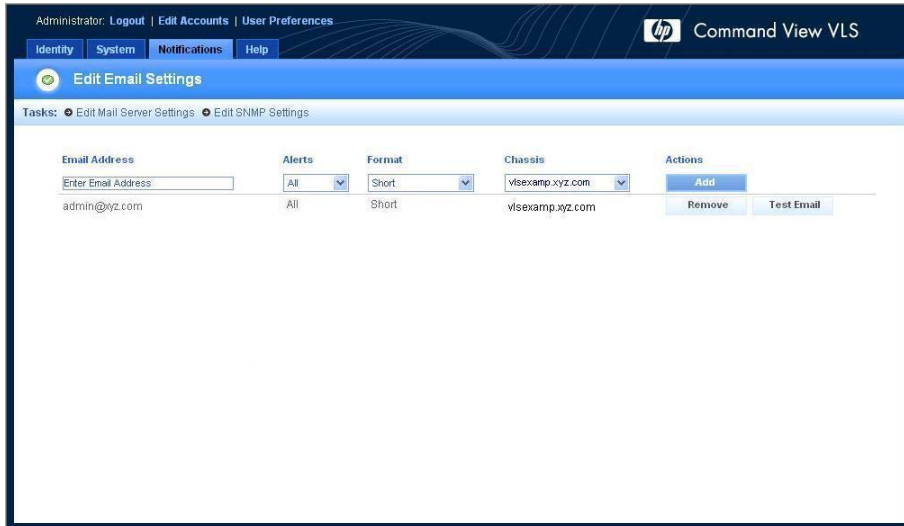 Administrator: Logout | Edit Accounts | User Preferences
hp Command View VLS
Identity System Notifications Help
Edit Email Settings
Tasks: Edit Mail Server Settings Edit SNMP Settings
Email Address Alerts Format Chassis Actions
Enter Email Address All Short vlsexamp.xyz.com Add
admin@xyz.com All Short vlsexamp.xyz.com Remove Test Email